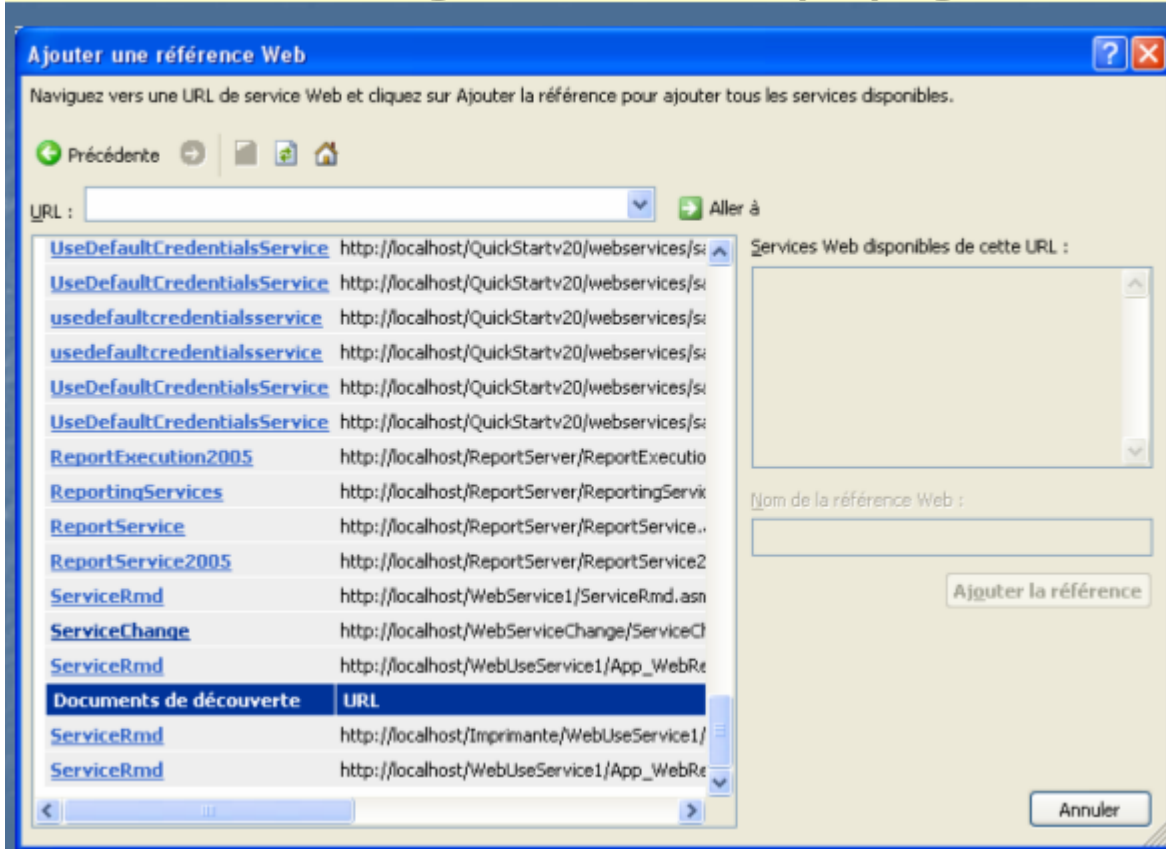 Ajouter une référence Web
Naviguez vers une URL de service Web et cliquez sur Ajouter la référence pour ajouter tous les services disponibles.
Précédente
URL :
Aller à
UseDefaultCredentialsService http://localhost/QuickStartv20/webservices/sa
UseDefaultCredentialsService http://localhost/QuickStartv20/webservices/sa
usedefaultcredentialsservice http://localhost/QuickStartv20/webservices/sa
usedefaultcredentialsservice http://localhost/QuickStartv20/webservices/sa
UseDefaultCredentialsService http://localhost/QuickStartv20/webservices/sa
UseDefaultCredentialsService http://localhost/QuickStartv20/webservices/sa
ReportExecution2005 http://localhost/ReportServer/ReportExecutio
ReportingServices http://localhost/ReportServer/ReportingServic
ReportService http://localhost/ReportServer/ReportService.
ReportService2005 http://localhost/ReportServer/ReportService2
ServiceRmd http://localhost/WebService1/ServiceRmd.asm
ServiceChange http://localhost/WebServiceChange/ServiceCh
ServiceRmd http://localhost/WebUseService1/App_WebRe
Documents de découverte URL
ServiceRmd http://localhost/Imprimante/WebUseService1/
ServiceRmd http://localhost/WebUseService1/App_WebRe
Services Web disponibles de cette URL :
Nom de la référence Web :
Ajouter la référence
Annuler